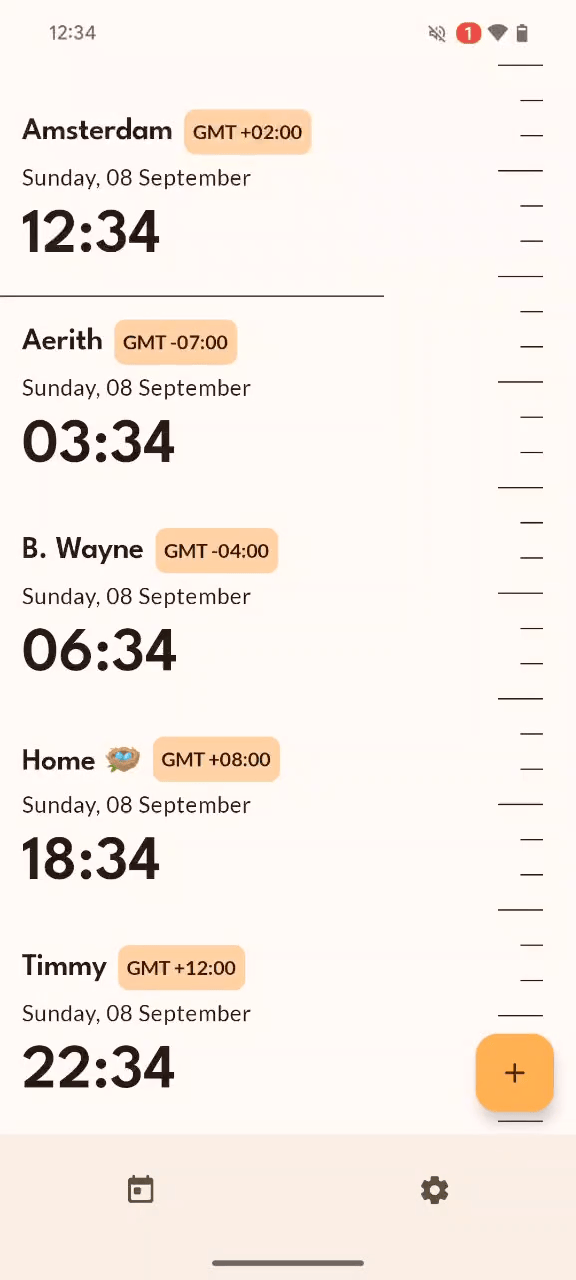 12:34
1
Amsterdam GMT +02:00
Sunday, 08 September
12:34
Aerith GMT -07:00
Sunday, 08 September
03:34
B. Wayne GMT -04:00
Sunday, 08 September
06:34
Home 🪺 GMT +08:00
Sunday, 08 September
18:34
Timmy GMT +12:00
Sunday, 08 September
22:34
+